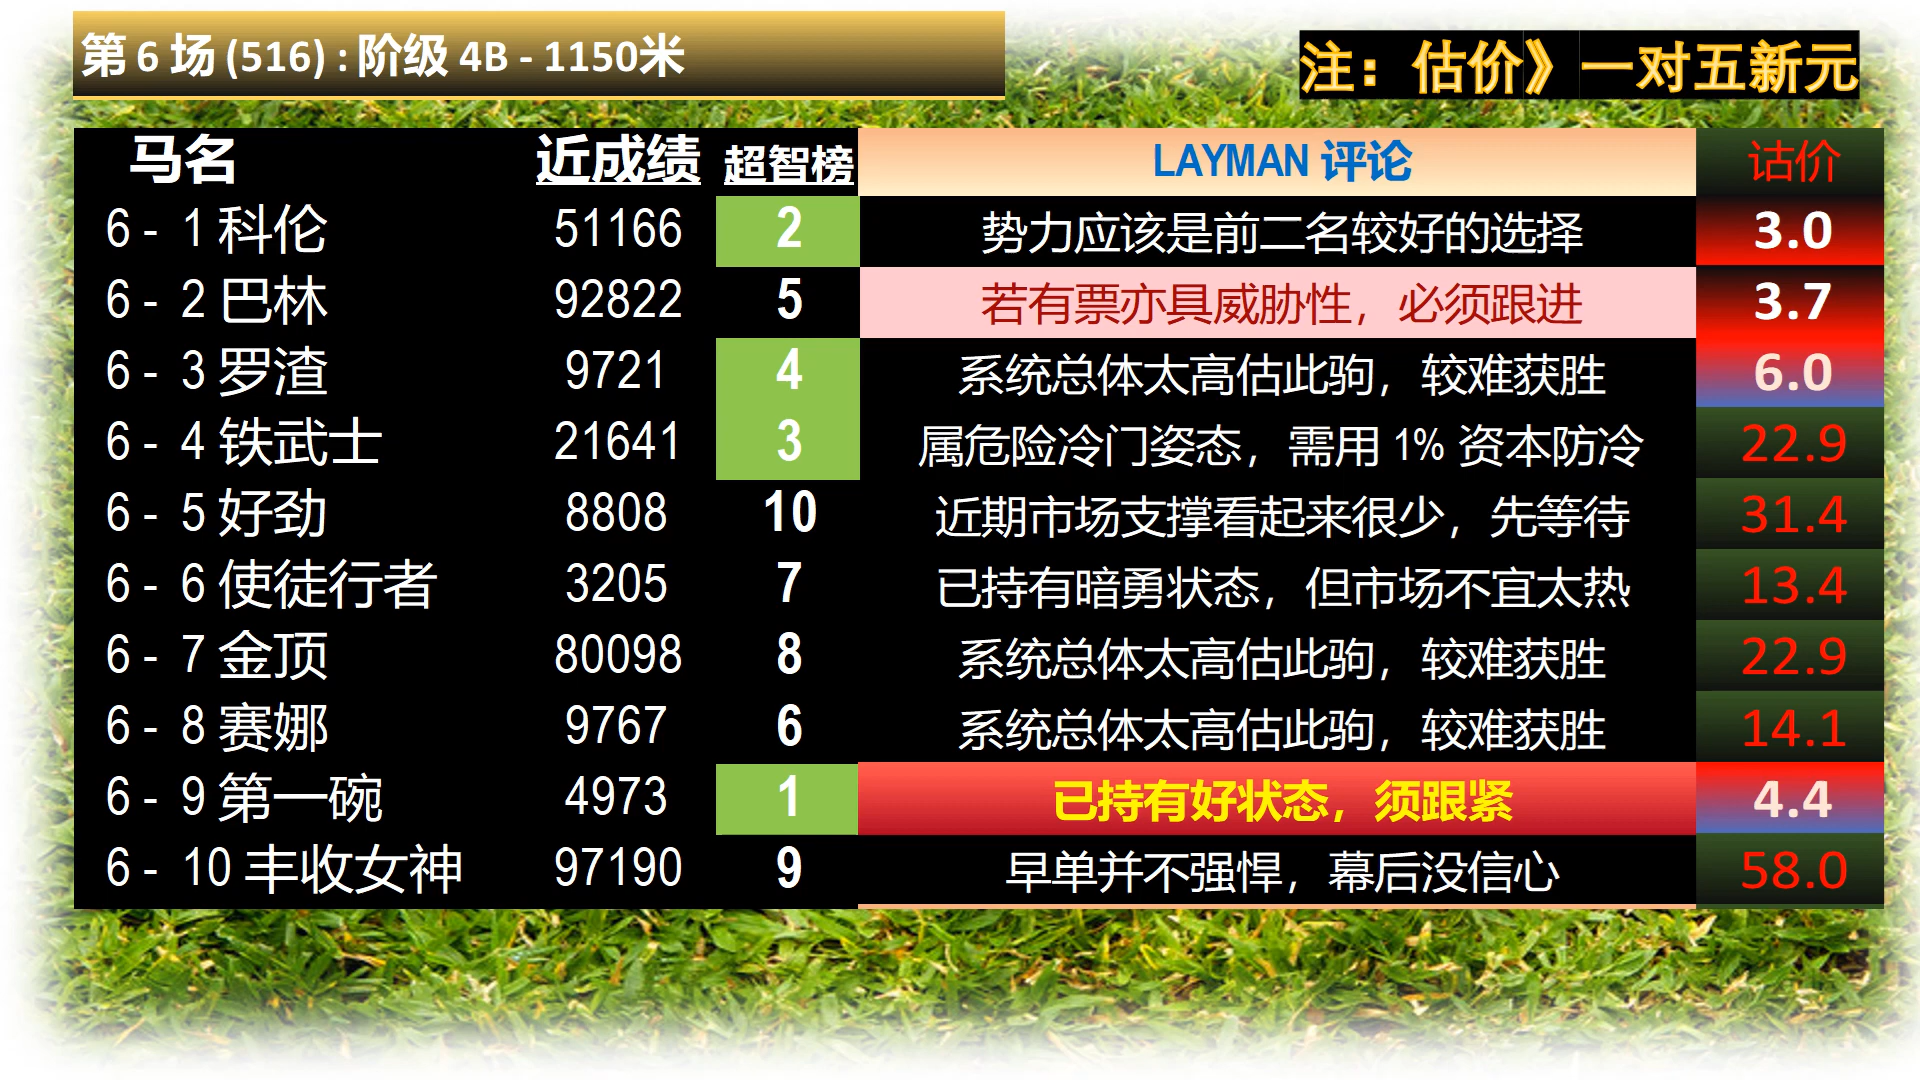 第 6 场 (516) : 阶级 4B - 1150米
注：估价》一对五新元
马名 近成绩 超智榜 LAYMAN 评论 诂价
6 - 1 科伦 51166 2 势力应该是前二名较好的选择 3.0
6 - 2 巴林 92822 5 若有票亦具威胁性，必须跟进 3.7
6 - 3 罗渣 9721 4 系统总体太高估此驹，较难获胜 6.0
6 - 4 铁武士 21641 3 属危险冷门姿态，需用 1% 资本防冷 22.9
6 - 5 好劲 8808 10 近期市场支撑看起来很少，先等待 31.4
6 - 6 使徒行者 3205 7 已持有暗勇状态，但市场不宜太热 13.4
6 - 7 金顶 80098 8 系统总体太高估此驹，较难获胜 22.9
6 - 8 赛娜 9767 6 系统总体太高估此驹，较难获胜 14.1
6 - 9 第一碗 4973 1 已持有好状态，须跟紧 4.4
6 - 10 丰收女神 97190 9 早单并不强悍，幕后没信心 58.0